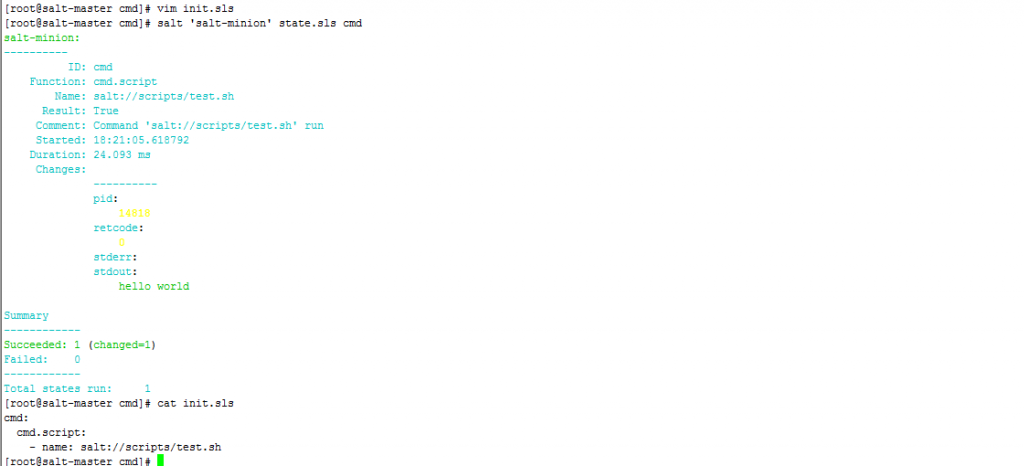 [root@salt-master cmd]# vim init.sls
[root@salt-master cmd]# salt 'salt-minion' state.sls cmd
salt-minion:
----------
          ID: cmd
    Function: cmd.script
        Name: salt://scripts/test.sh
      Result: True
     Comment: Command 'salt://scripts/test.sh' run
     Started: 18:21:05.618792
    Duration: 24.093 ms
     Changes:
              ----------
              pid:
                  14818
              retcode:
                  0
              stderr:
              stdout:
                  hello world

Summary
------------
Succeeded: 1 (changed=1)
Failed:    0
------------
Total states run:     1
[root@salt-master cmd]# cat init.sls
cmd:
  cmd.script:
    - name: salt://scripts/test.sh
[root@salt-master cmd]#